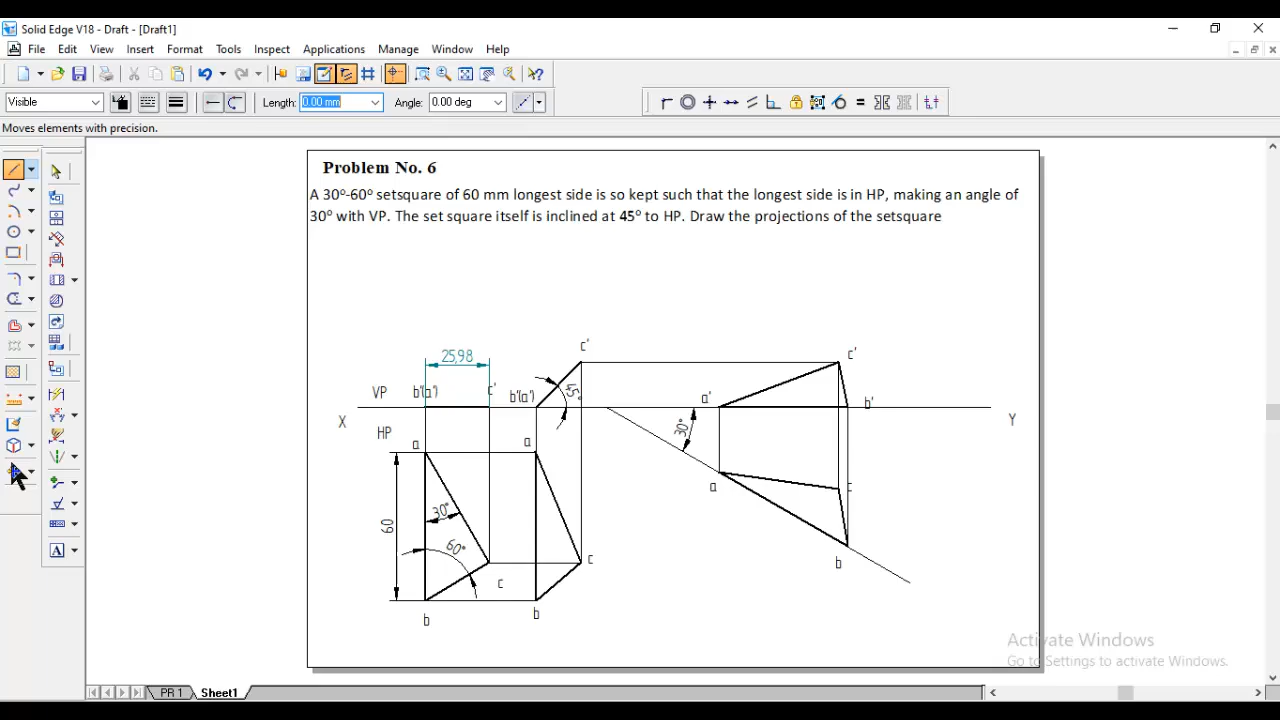 Solid Edge V18 - Draft - [Draft1]
File Edit View Insert Format Tools Inspect Applications Manage Window Help
Visible Length: 0.00 mm Angle: 0.00 deg
Moves elements with precision.
Problem No. 6
A 30º-60º setsquare of 60 mm longest side is so kept such that the longest side is in HP, making an angle of
30º with VP. The set square itself is inclined at 45º to HP. Draw the projections of the setsquare
c' c'
25,98
VP b'(a') c' b'(a') 45° a' b'
X Y
HP 30°
a a
a c
60 30°
60° c b
c
b b
A
Activate Windows
Go to Settings to activate Windows.
PR 1 Sheet1